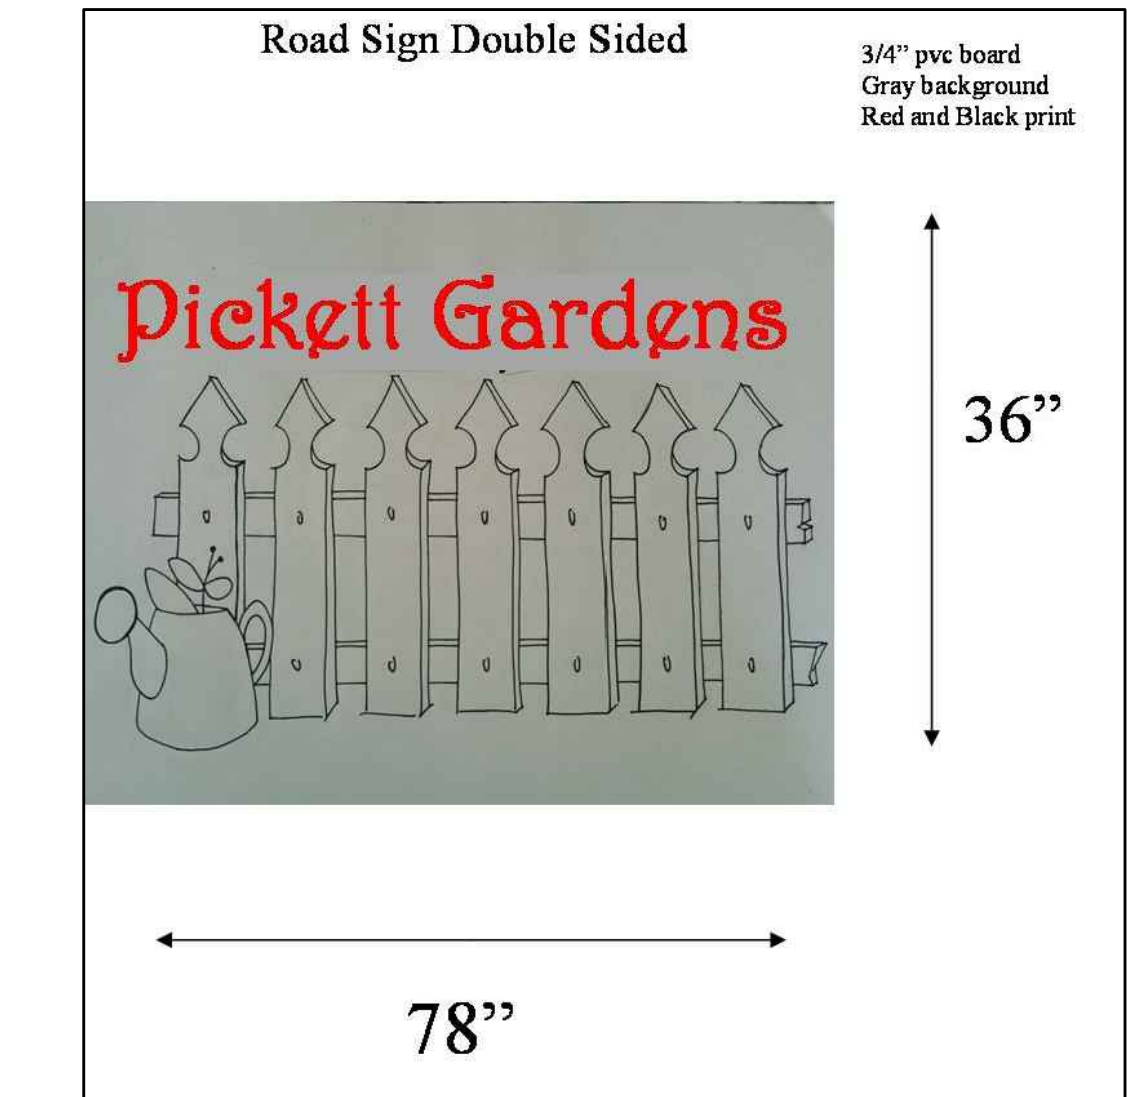 Road Sign Double Sided
3/4” pvc board
Gray background
Red and Black print
Pickett Gardens
36”
78”